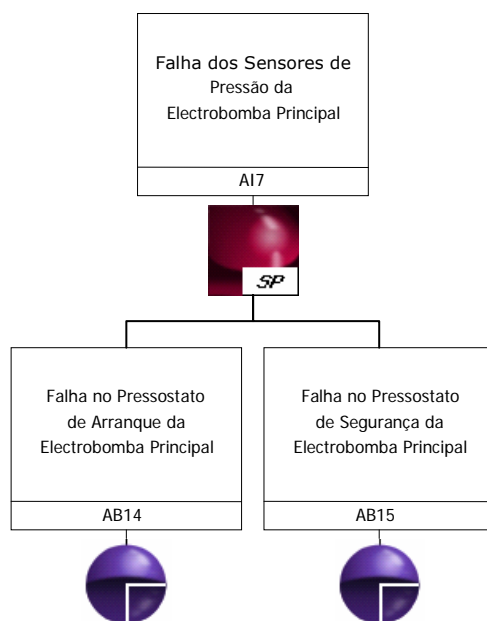 Falha dos Sensores de
Pressão da
Electrobomba Principal
AI7
SP
Falha no Pressostato
de Arranque da
Electrobomba Principal
AB14
Falha no Pressostato
de Segurança da
Electrobomba Principal
AB15